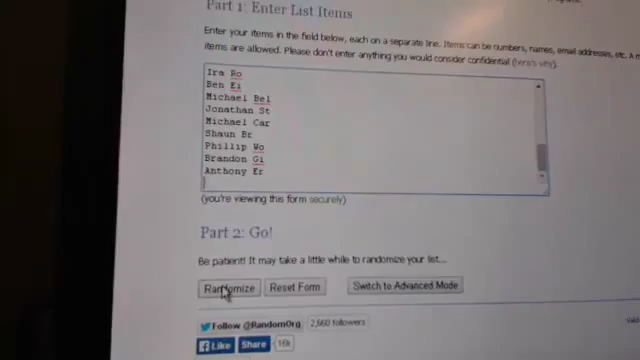 Part 1: Enter List Items
Enter your items in the field below, each on a separate line. Items can be numbers, names, email addresses, etc. A m
items are allowed. Please don't enter anything you would consider confidential (here's why).
Ira Ro
Ben Ei
Michael Bel
Jonathan St
Michael Car
Shaun Br
Phillip Wo
Brandon Gi
Anthony Er
(you're viewing this form securely)
Part 2: Go!
Be patient! It may take a little while to randomize your list...
Randomize Reset Form Switch to Advanced Mode
Follow @RandomOrg 2,660 followers
Like Share 16k